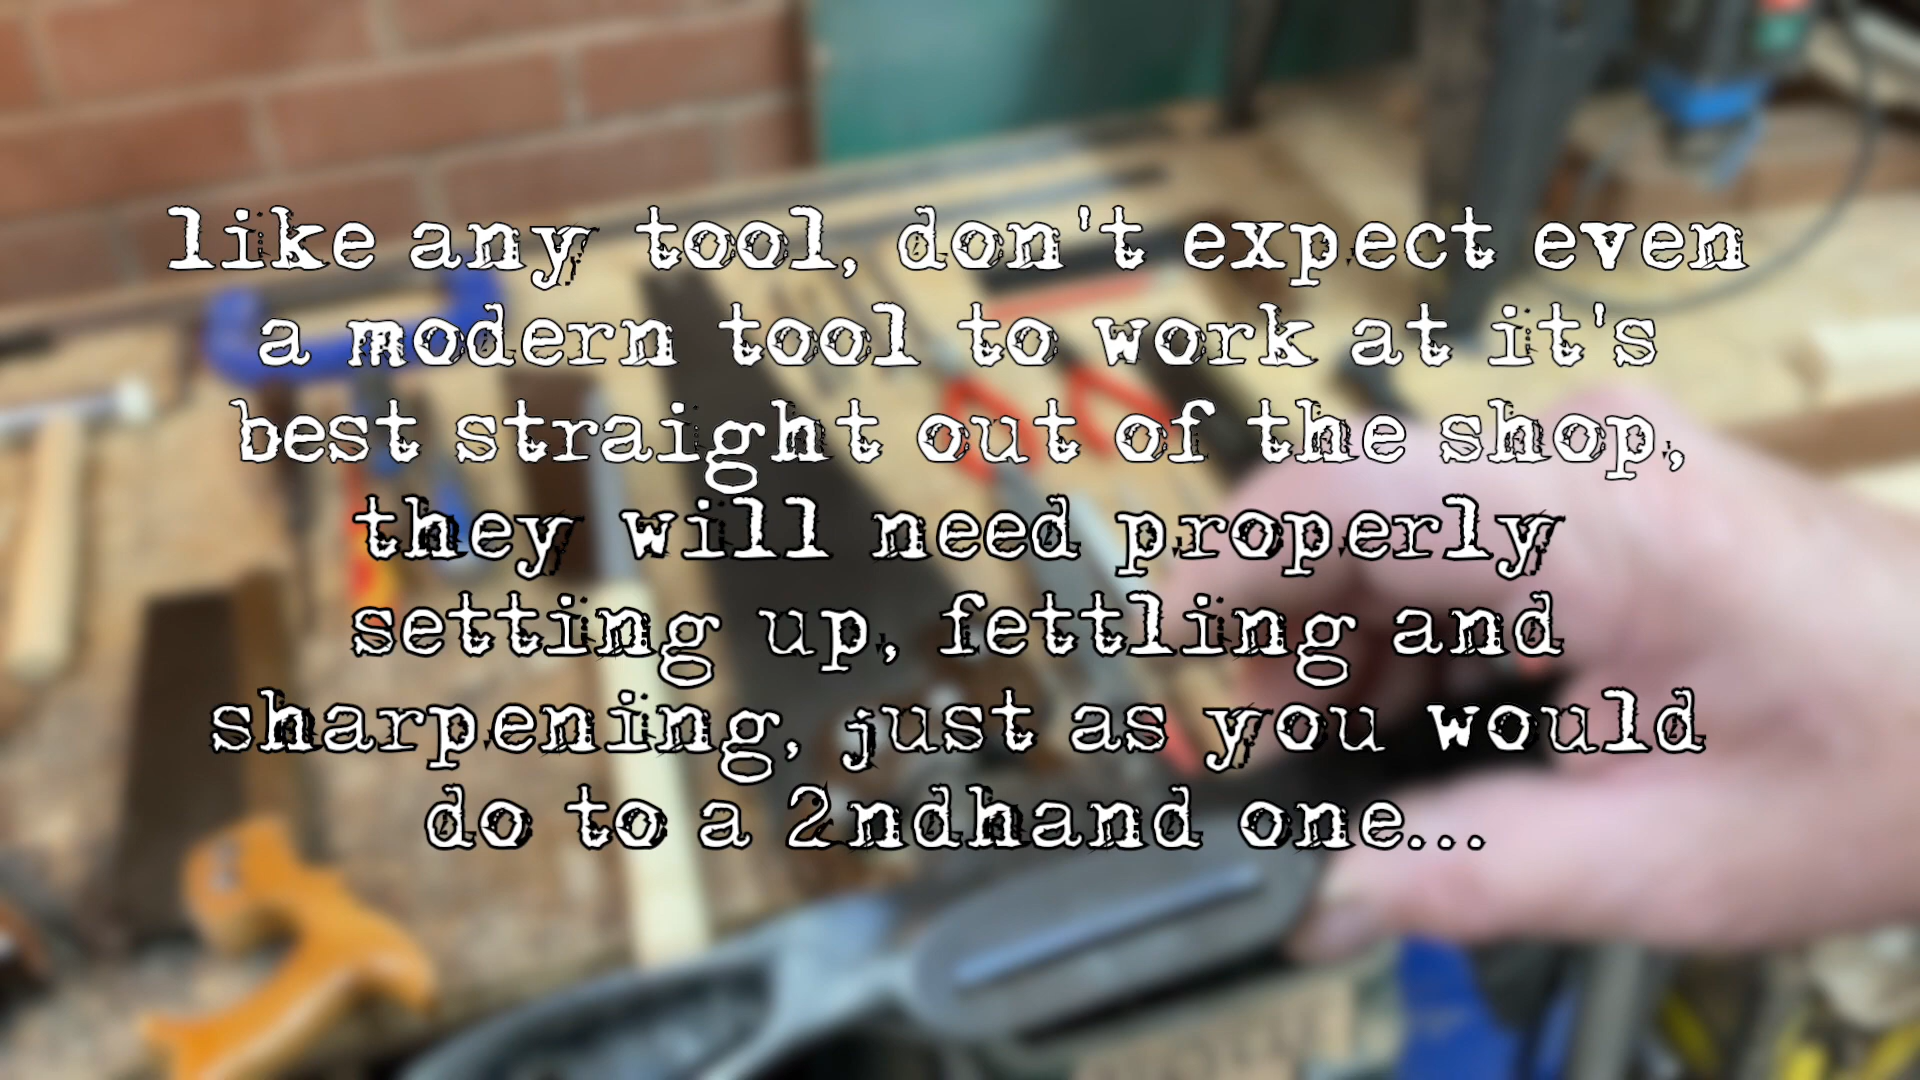 like any tool, don't expect even
a modern tool to work at it's
best straight out of the shop,
they will need properly
setting up, fettling and
sharpening, just as you would
do to a 2ndhand one...